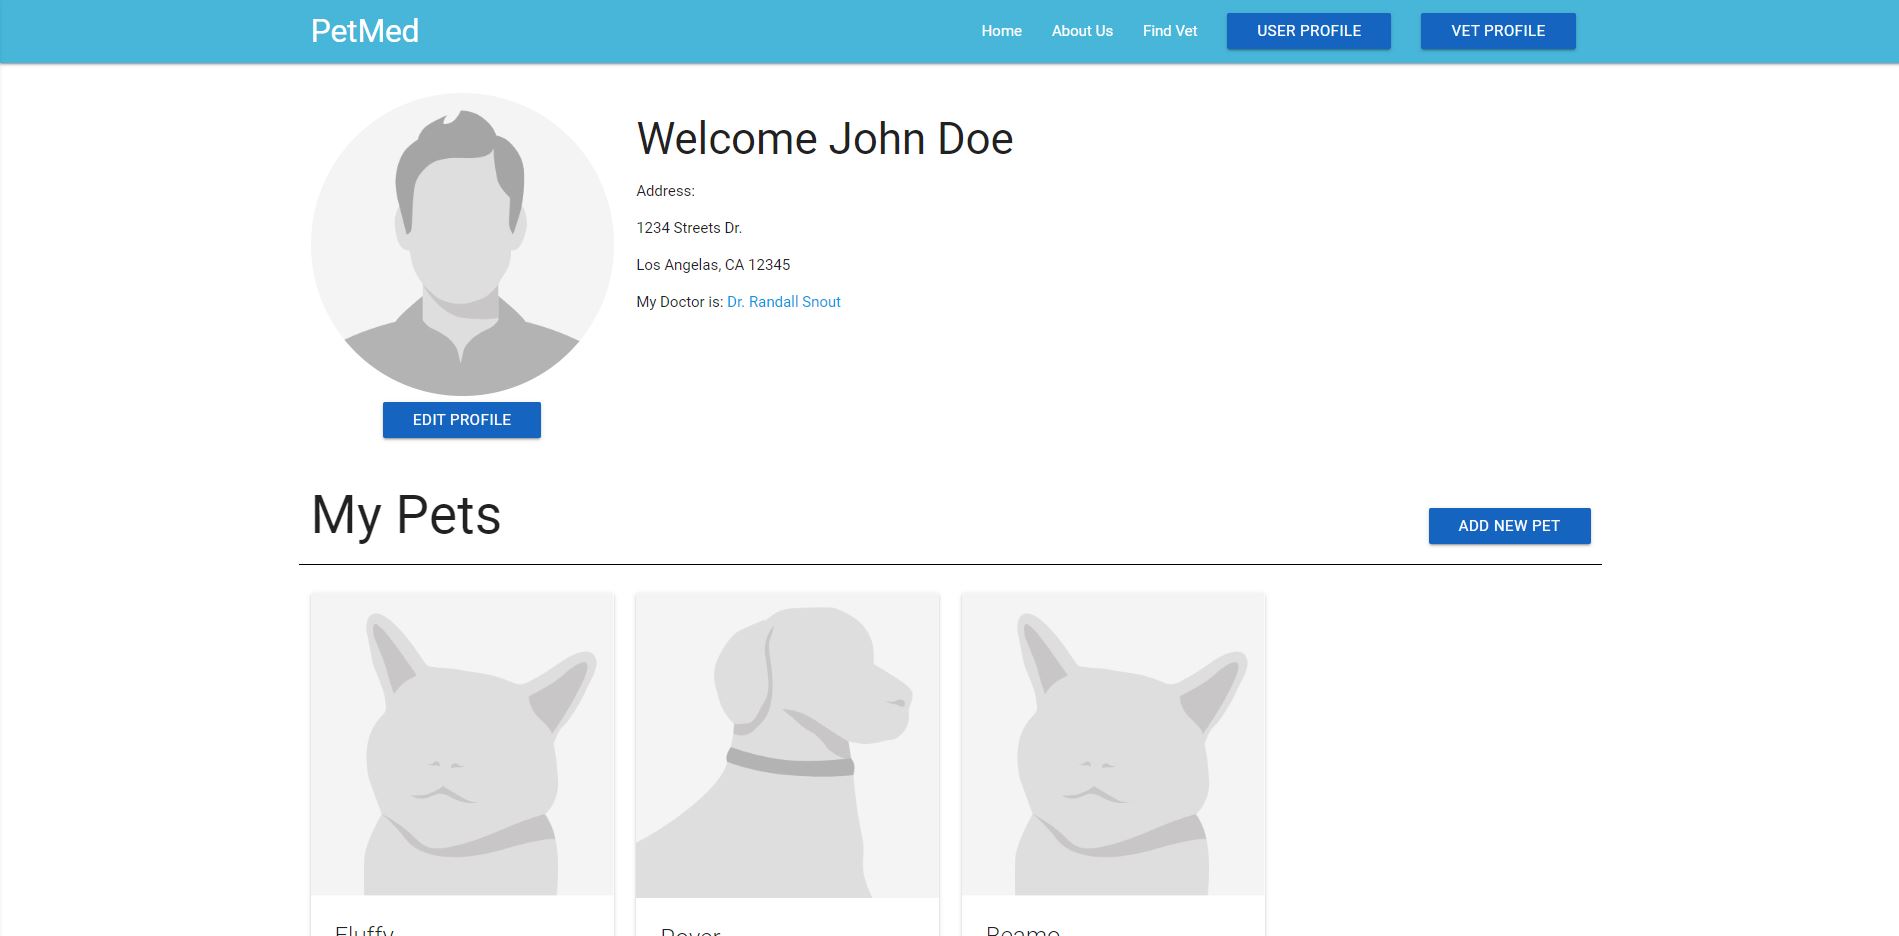 PetMed
Home About Us Find Vet USER PROFILE VET PROFILE
Welcome John Doe
Address:
1234 Streets Dr.
Los Angelas, CA 12345
My Doctor is: Dr. Randall Snout
EDIT PROFILE
My Pets
ADD NEW PET
Fluffy Rover Beamo